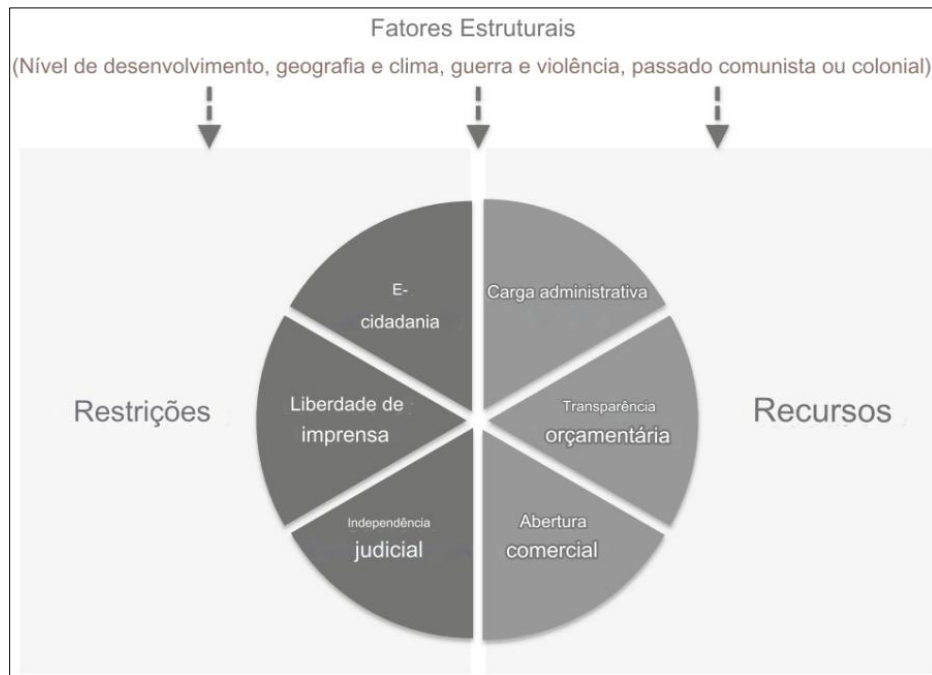 Fatores Estruturais
(Nível de desenvolvimento, geografia e clima, guerra e violência, passado comunista ou colonial)
Restrições
E-
cidadania
Liberdade de
imprensa
Independência
judicial
Carga administrativa
Transparência
orçamentária
Abertura
comercial
Recursos